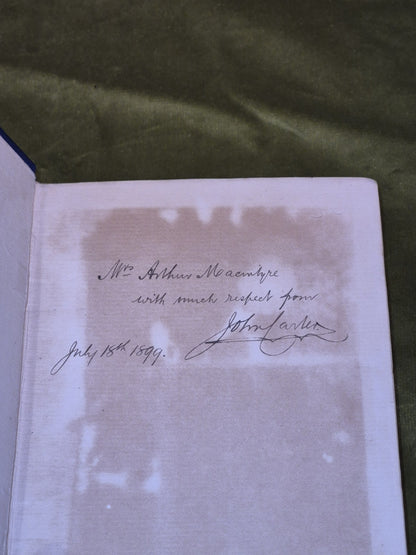 Mrs Arthur Macintyre
with much respect from
John Carter
July 18th 1899.